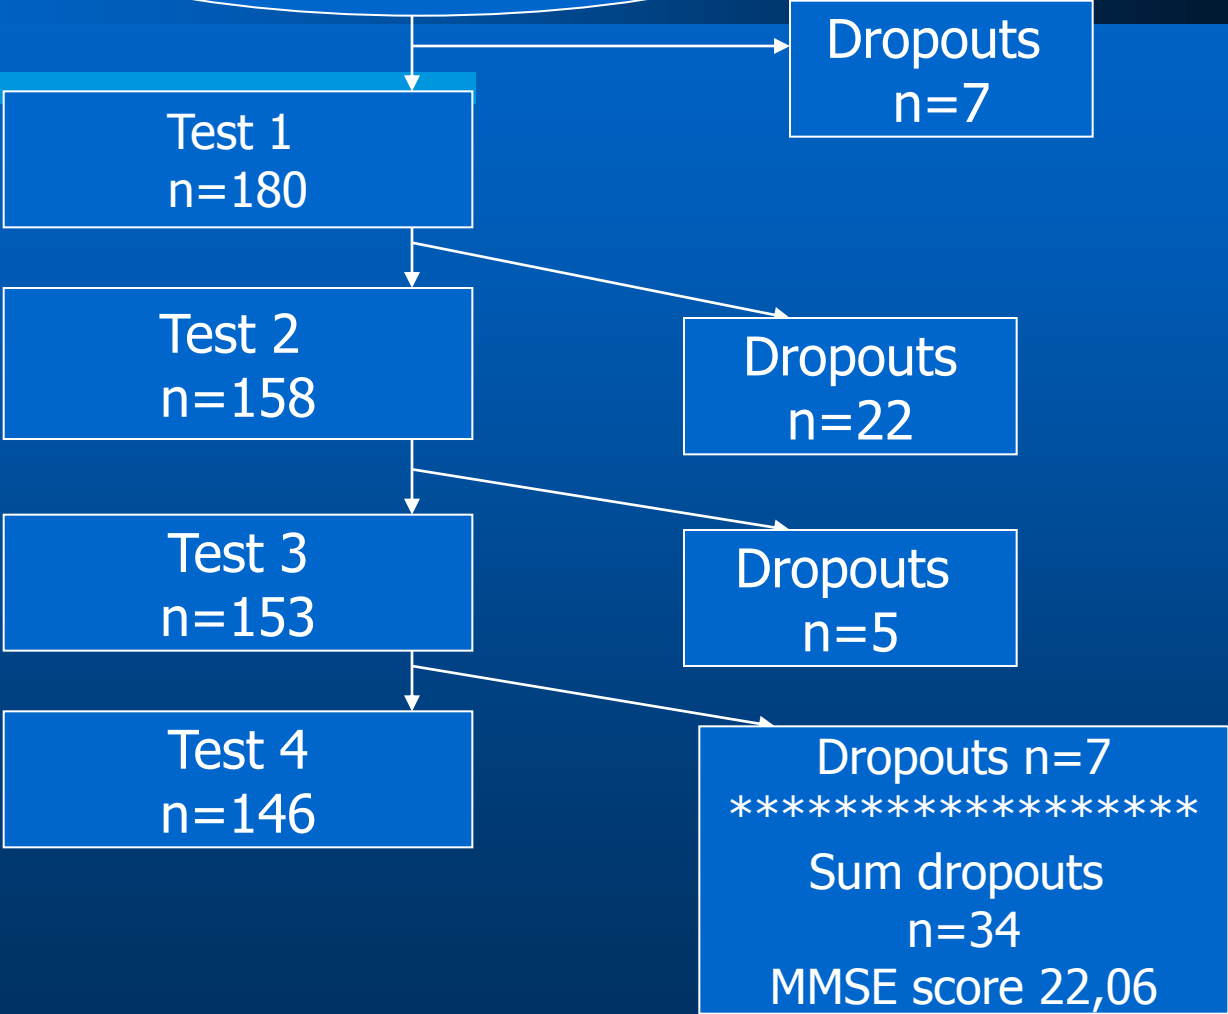 Dropouts
n=7
Test 1
n=180
Test 2
n=158
Dropouts
n=22
Test 3
n=153
Dropouts
n=5
Test 4
n=146
Dropouts n=7
******************
Sum dropouts
n=34
MMSE score 22,06